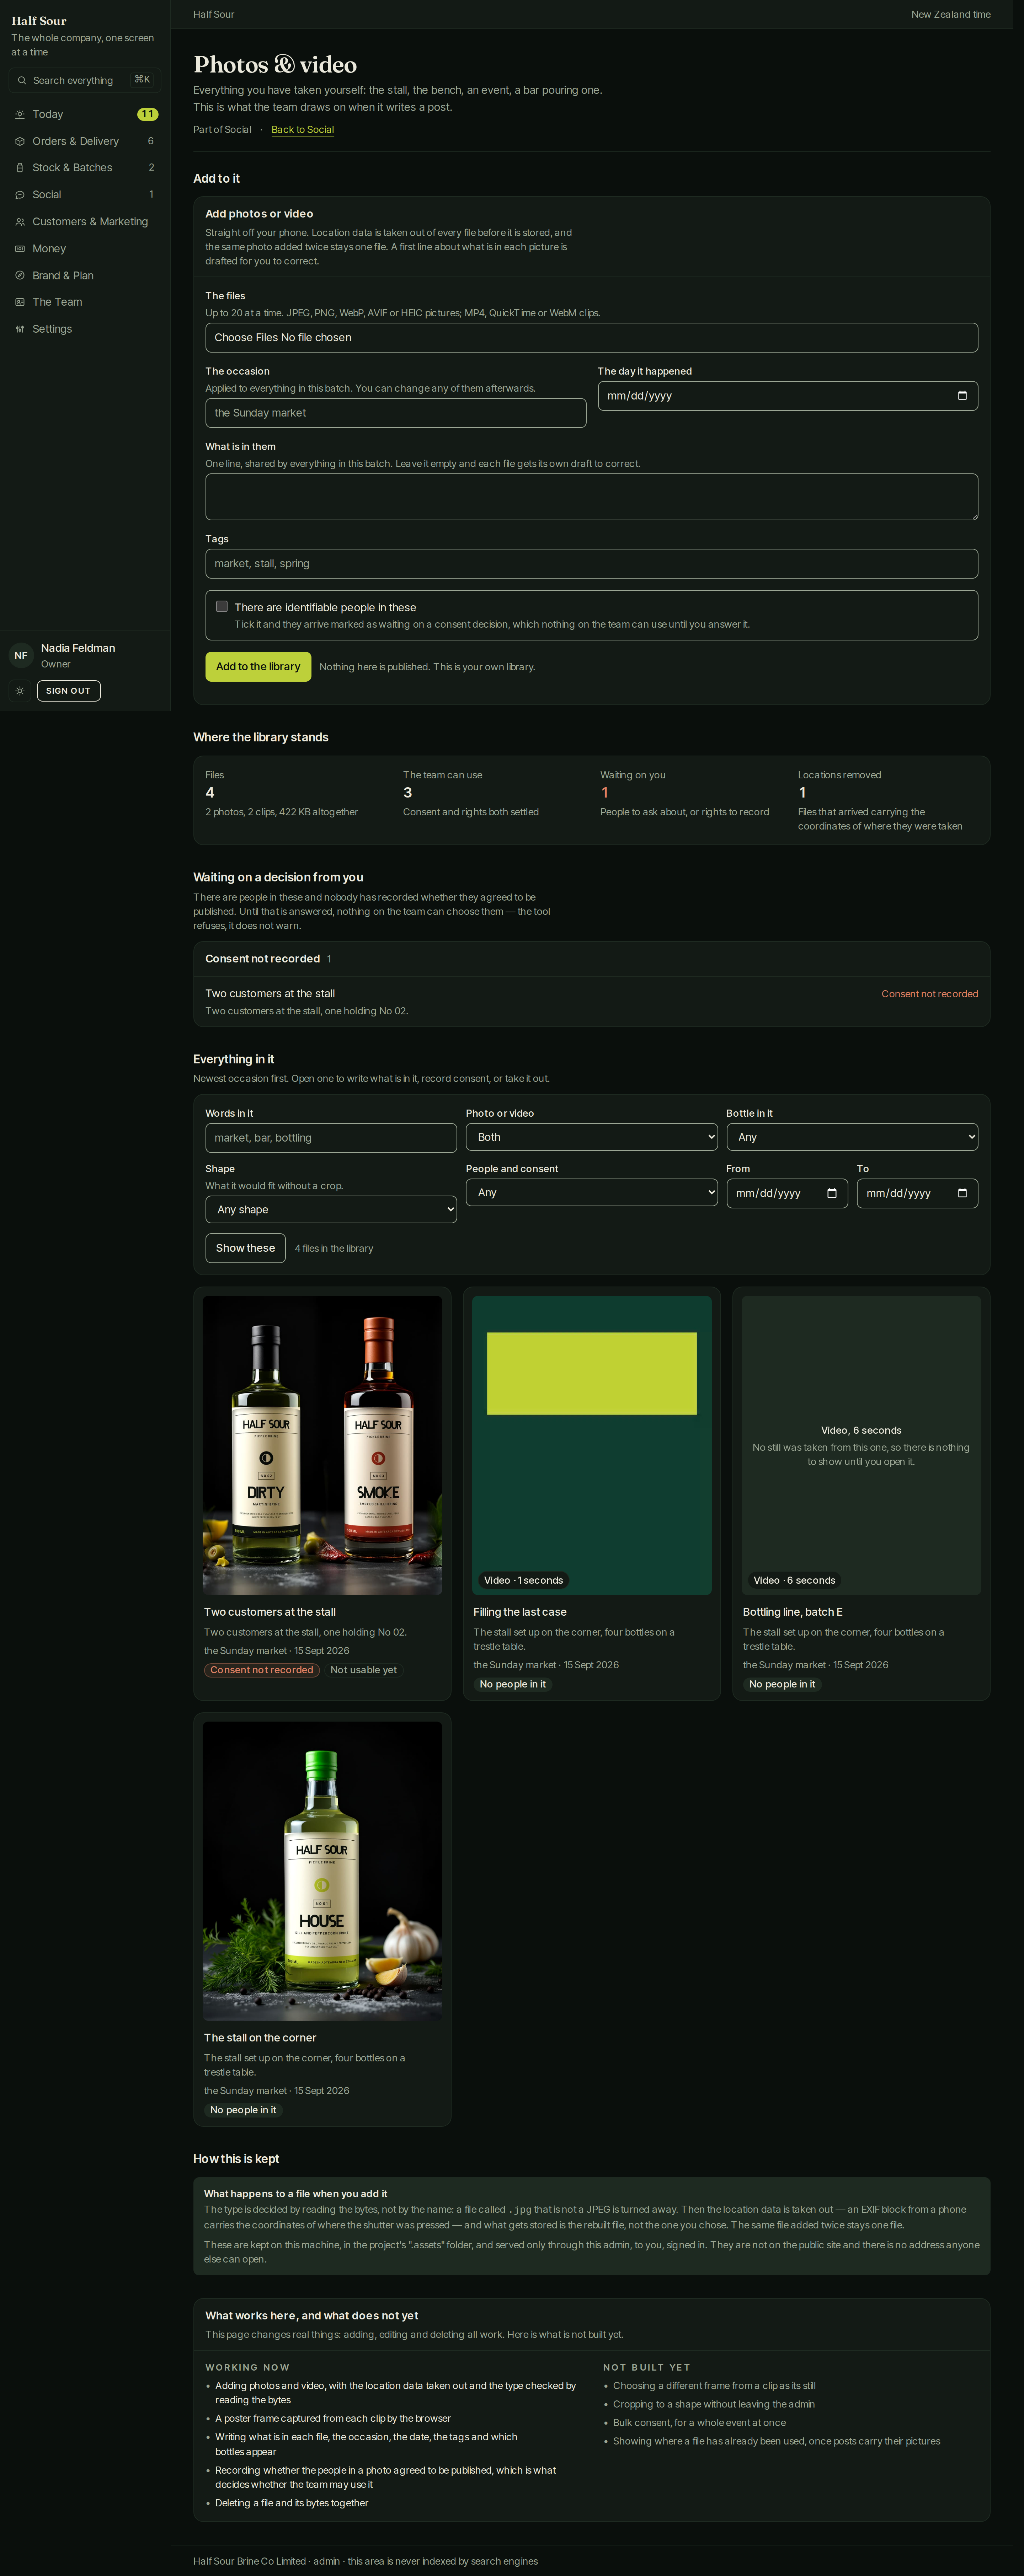 Half Sour
The whole company, one screen
at a time
Search everything
⌘K
Today
11
Orders & Delivery
6
Stock & Batches
2
Social
1
Customers & Marketing
Money
Brand & Plan
The Team
Settings
NF
Nadia Feldman
Owner
SIGN OUT
Half Sour
New Zealand time
Photos & video
Everything you have taken yourself: the stall, the bench, an event, a bar pouring one.
This is what the team draws on when it writes a post.
Part of Social · Back to Social
Add to it
Add photos or video
Straight off your phone. Location data is taken out of every file before it is stored, and
the same photo added twice stays one file. A first line about what is in each picture is
drafted for you to correct.
The files
Up to 20 at a time. JPEG, PNG, WebP, AVIF or HEIC pictures; MP4, QuickTime or WebM clips.
Choose Files No file chosen
The occasion
Applied to everything in this batch. You can change any of them afterwards.
the Sunday market
The day it happened
mm/dd/yyyy
What is in them
One line, shared by everything in this batch. Leave it empty and each file gets its own draft to correct.
Tags
market, stall, spring
There are identifiable people in these
Tick it and they arrive marked as waiting on a consent decision, which nothing on the team can use until you answer it.
Add to the library
Nothing here is published. This is your own library.
Where the library stands
Files
4
2 photos, 2 clips, 422 KB altogether
The team can use
3
Consent and rights both settled
Waiting on you
1
People to ask about, or rights to record
Locations removed
1
Files that arrived carrying the
coordinates of where they were taken
Waiting on a decision from you
There are people in these and nobody has recorded whether they agreed to be
published. Until that is answered, nothing on the team can choose them — the tool
refuses, it does not warn.
Consent not recorded 1
Two customers at the stall
Consent not recorded
Two customers at the stall, one holding No 02.
Everything in it
Newest occasion first. Open one to write what is in it, record consent, or take it out.
Words in it
market, bar, bottling
Photo or video
Both
Bottle in it
Any
Shape
What it would fit without a crop.
Any shape
People and consent
Any
From
mm/dd/yyyy
To
mm/dd/yyyy
Show these
4 files in the library
HALF SOUR
PICKLE BRINE
NO 02
DIRTY
MARTINI BRINE
HALF SOUR
PICKLE BRINE
NO 03
SMOKE
Two customers at the stall
Two customers at the stall, one holding No 02.
the Sunday market · 15 Sept 2026
Consent not recorded
Not usable yet
Video · 1 seconds
Filling the last case
The stall set up on the corner, four bottles on a
trestle table.
the Sunday market · 15 Sept 2026
No people in it
Video, 6 seconds
No still was taken from this one, so there is nothing
to show until you open it.
Video · 6 seconds
Bottling line, batch E
The stall set up on the corner, four bottles on a
trestle table.
the Sunday market · 15 Sept 2026
No people in it
HALF SOUR
PICKLE BRINE
NO 01
HOUSE
DILL AND PEPPERCORN BRINE
The stall on the corner
The stall set up on the corner, four bottles on a
trestle table.
the Sunday market · 15 Sept 2026
No people in it
How this is kept
What happens to a file when you add it
The type is decided by reading the bytes, not by the name: a file called .jpg that is not a JPEG is turned away. Then the location data is taken out — an EXIF block from a phone
carries the coordinates of where the shutter was pressed — and what gets stored is the rebuilt file, not the one you chose. The same file added twice stays one file.
These are kept on this machine, in the project's ".assets" folder, and served only through this admin, to you, signed in. They are not on the public site and there is no address anyone
else can open.
What works here, and what does not yet
This page changes real things: adding, editing and deleting all work. Here is what is not built yet.
WORKING NOW
• Adding photos and video, with the location data taken out and the type checked by
reading the bytes
• A poster frame captured from each clip by the browser
• Writing what is in each file, the occasion, the date, the tags and which
bottles appear
• Recording whether the people in a photo agreed to be published, which is what
decides whether the team may use it
• Deleting a file and its bytes together
NOT BUILT YET
• Choosing a different frame from a clip as its still
• Cropping to a shape without leaving the admin
• Bulk consent, for a whole event at once
• Showing where a file has already been used, once posts carry their pictures
Half Sour Brine Co Limited · admin · this area is never indexed by search engines